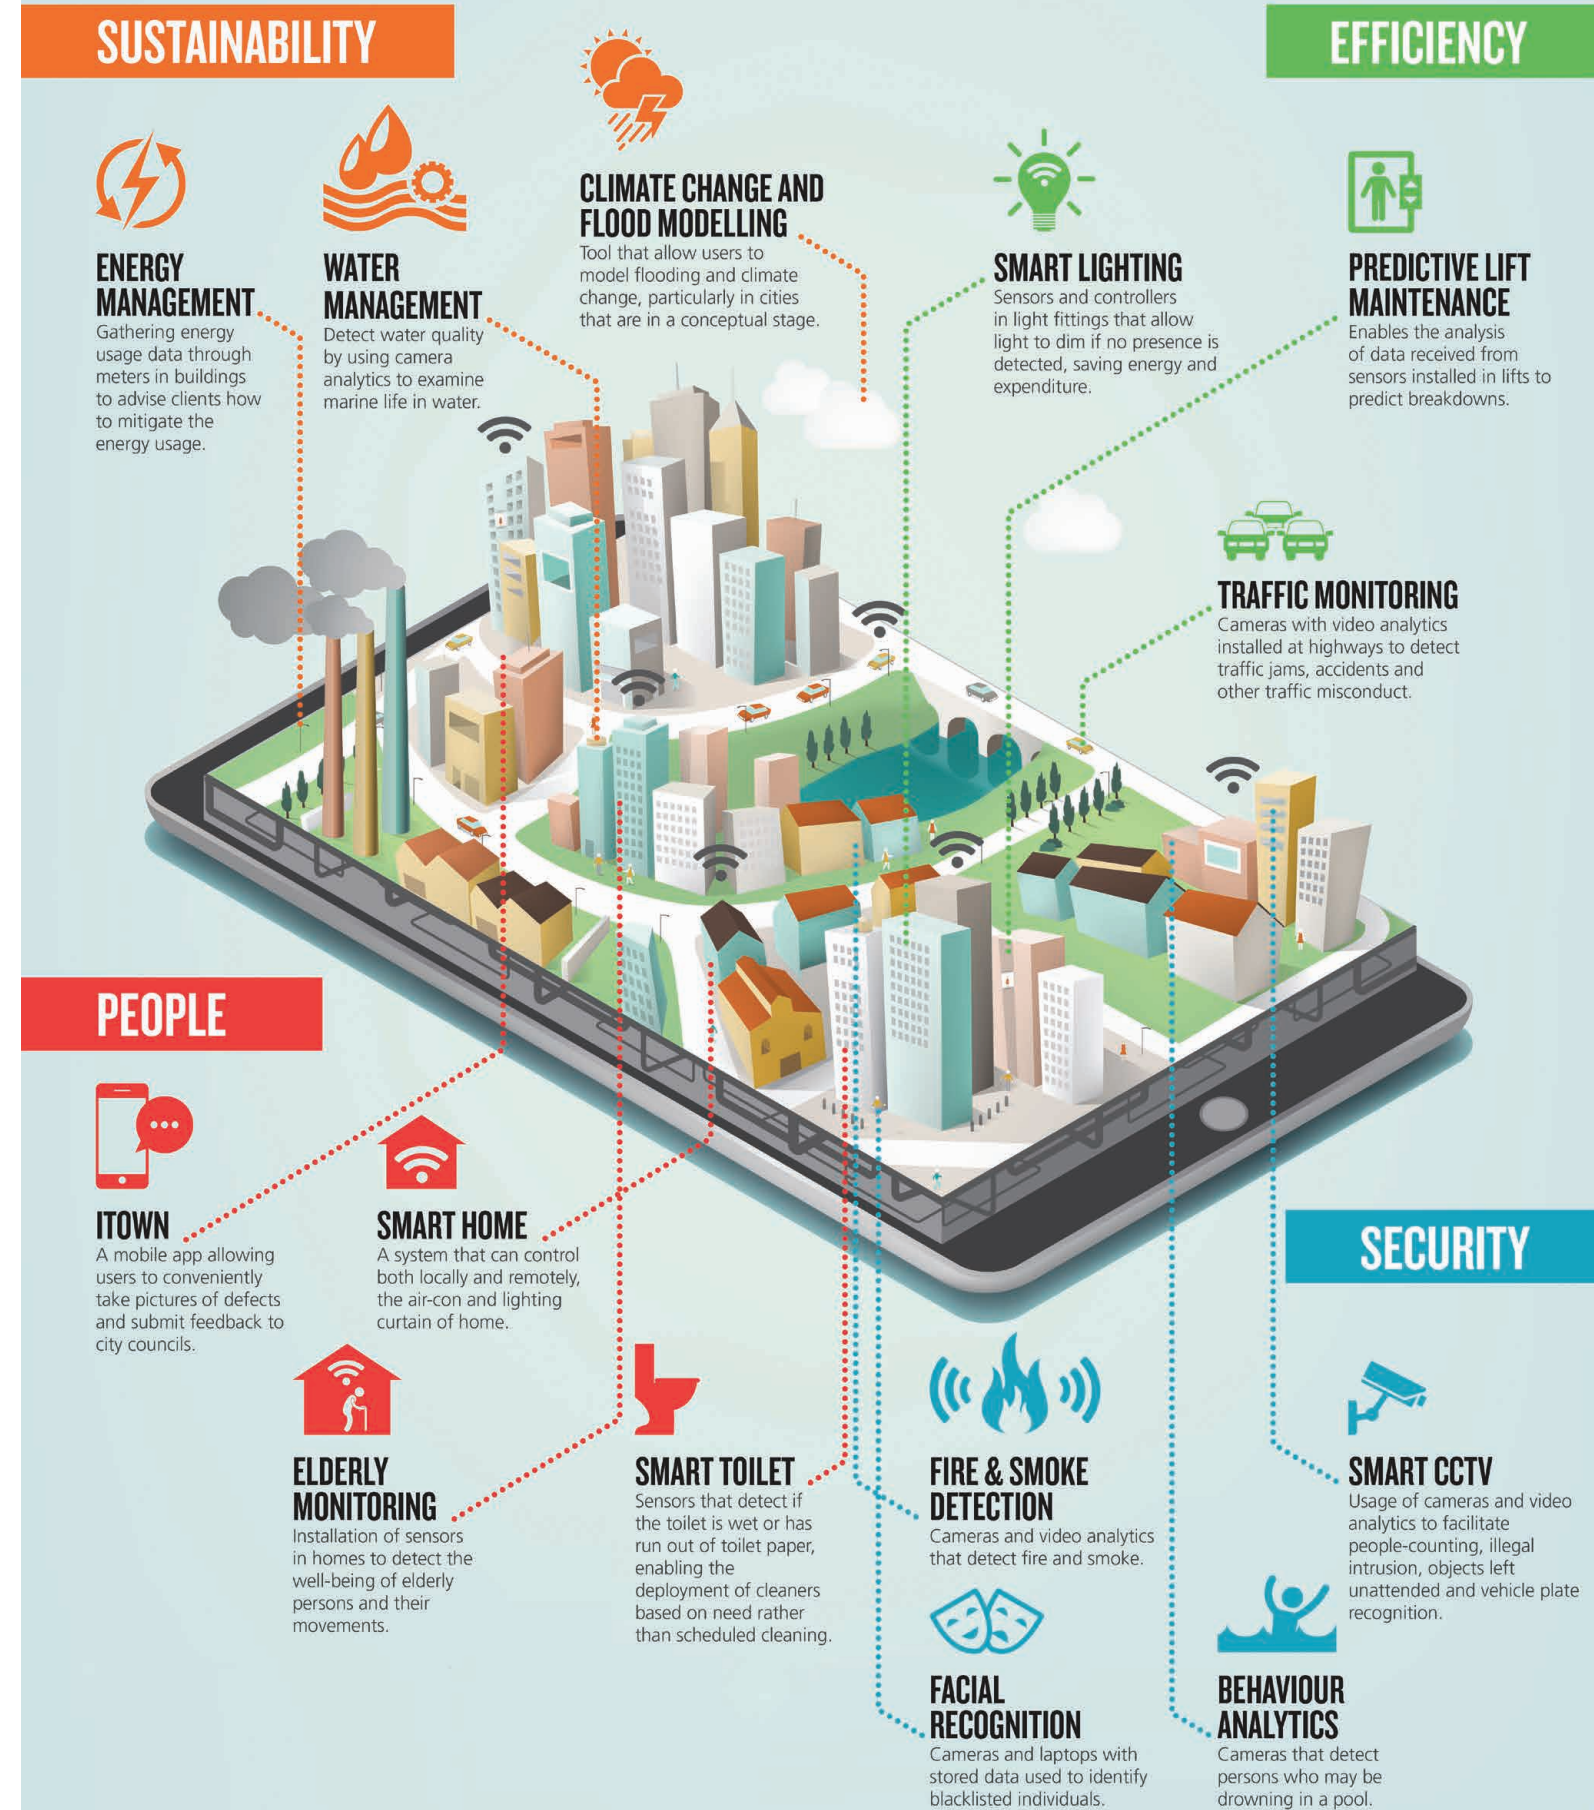 SUSTAINABILITY
EFFICIENCY
ENERGY
MANAGEMENT
Gathering energy
usage data through
meters in buildings
to advise clients how
to mitigate the
energy usage.
WATER
MANAGEMENT
Detect water quality
by using camera
analytics to examine
marine life in water.
CLIMATE CHANGE AND
FLOOD MODELLING
Tool that allow users to
model flooding and climate
change, particularly in cities
that are in a conceptual stage.
SMART LIGHTING
Sensors and controllers
in light fittings that allow
light to dim if no presence is
detected, saving energy and
expenditure.
PREDICTIVE LIFT
MAINTENANCE
Enables the analysis
of data received from
sensors installed in lifts to
predict breakdowns.
TRAFFIC MONITORING
Cameras with video analytics
installed at highways to detect
traffic jams, accidents and
other traffic misconduct.
PEOPLE
ITOWN
A mobile app allowing
users to conveniently
take pictures of defects
and submit feedback to
city councils.
SMART HOME
A system that can control
both locally and remotely,
the air-con and lighting
curtain of home.
ELDERLY
MONITORING
Installation of sensors
in homes to detect the
well-being of elderly
persons and their
movements.
SMART TOILET
Sensors that detect if
the toilet is wet or has
run out of toilet paper,
enabling the
deployment of cleaners
based on need rather
than scheduled cleaning.
SECURITY
FIRE & SMOKE
DETECTION
Cameras and video analytics
that detect fire and smoke.
SMART CCTV
Usage of cameras and video
analytics to facilitate
people-counting, illegal
intrusion, objects left
unattended and vehicle plate
recognition.
FACIAL
RECOGNITION
Cameras and laptops with
stored data used to identify
blacklisted individuals.
BEHAVIOUR
ANALYTICS
Cameras that detect
persons who may be
drowning in a pool.